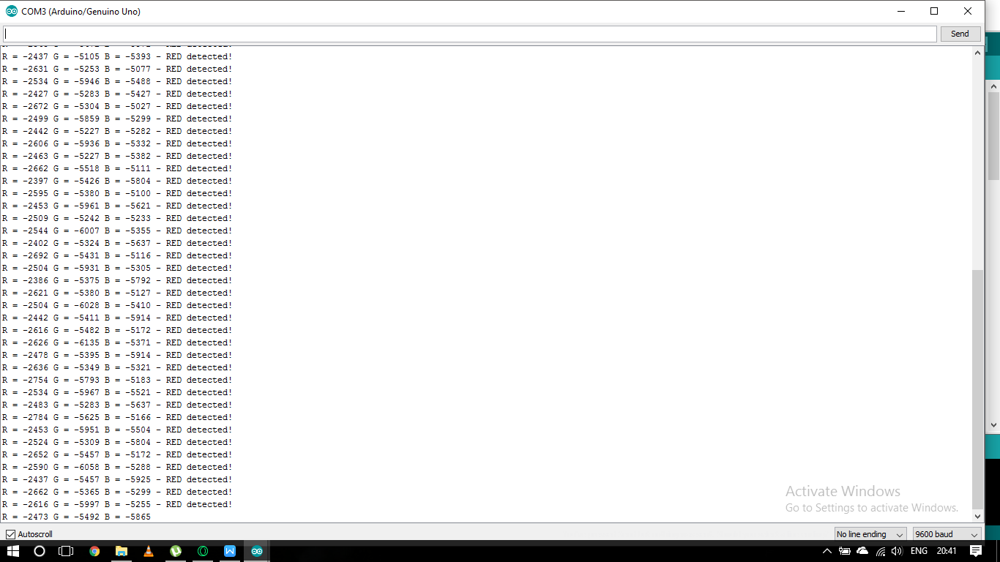 COM3 (Arduino/Genuino Uno)
Send
R = -2437 G = -5105 B = -5393 - RED detected!
R = -2631 G = -5253 B = -5077 - RED detected!
R = -2534 G = -5946 B = -5488 - RED detected!
R = -2427 G = -5283 B = -5427 - RED detected!
R = -2672 G = -5304 B = -5027 - RED detected!
R = -2499 G = -5859 B = -5299 - RED detected!
R = -2442 G = -5227 B = -5282 - RED detected!
R = -2606 G = -5936 B = -5332 - RED detected!
R = -2463 G = -5227 B = -5382 - RED detected!
R = -2662 G = -5518 B = -5111 - RED detected!
R = -2397 G = -5426 B = -5804 - RED detected!
R = -2595 G = -5380 B = -5100 - RED detected!
R = -2453 G = -5961 B = -5621 - RED detected!
R = -2509 G = -5242 B = -5233 - RED detected!
R = -2544 G = -6007 B = -5355 - RED detected!
R = -2402 G = -5324 B = -5637 - RED detected!
R = -2692 G = -5431 B = -5116 - RED detected!
R = -2504 G = -5931 B = -5305 - RED detected!
R = -2386 G = -5375 B = -5792 - RED detected!
R = -2621 G = -5380 B = -5127 - RED detected!
R = -2504 G = -6028 B = -5410 - RED detected!
R = -2442 G = -5411 B = -5914 - RED detected!
R = -2616 G = -5482 B = -5172 - RED detected!
R = -2626 G = -6135 B = -5371 - RED detected!
R = -2478 G = -5395 B = -5914 - RED detected!
R = -2636 G = -5349 B = -5321 - RED detected!
R = -2754 G = -5793 B = -5183 - RED detected!
R = -2534 G = -5967 B = -5521 - RED detected!
R = -2483 G = -5283 B = -5637 - RED detected!
R = -2784 G = -5625 B = -5166 - RED detected!
R = -2453 G = -5951 B = -5504 - RED detected!
R = -2524 G = -5309 B = -5804 - RED detected!
R = -2652 G = -5457 B = -5172 - RED detected!
R = -2590 G = -6058 B = -5288 - RED detected!
R = -2437 G = -5457 B = -5925 - RED detected!
R = -2662 G = -5365 B = -5299 - RED detected!
R = -2616 G = -5997 B = -5255 - RED detected!
R = -2473 G = -5492 B = -5865
Activate Windows
Go to Settings to activate Windows.
Autoscroll
No line ending
9600 baud
ENG
20:41